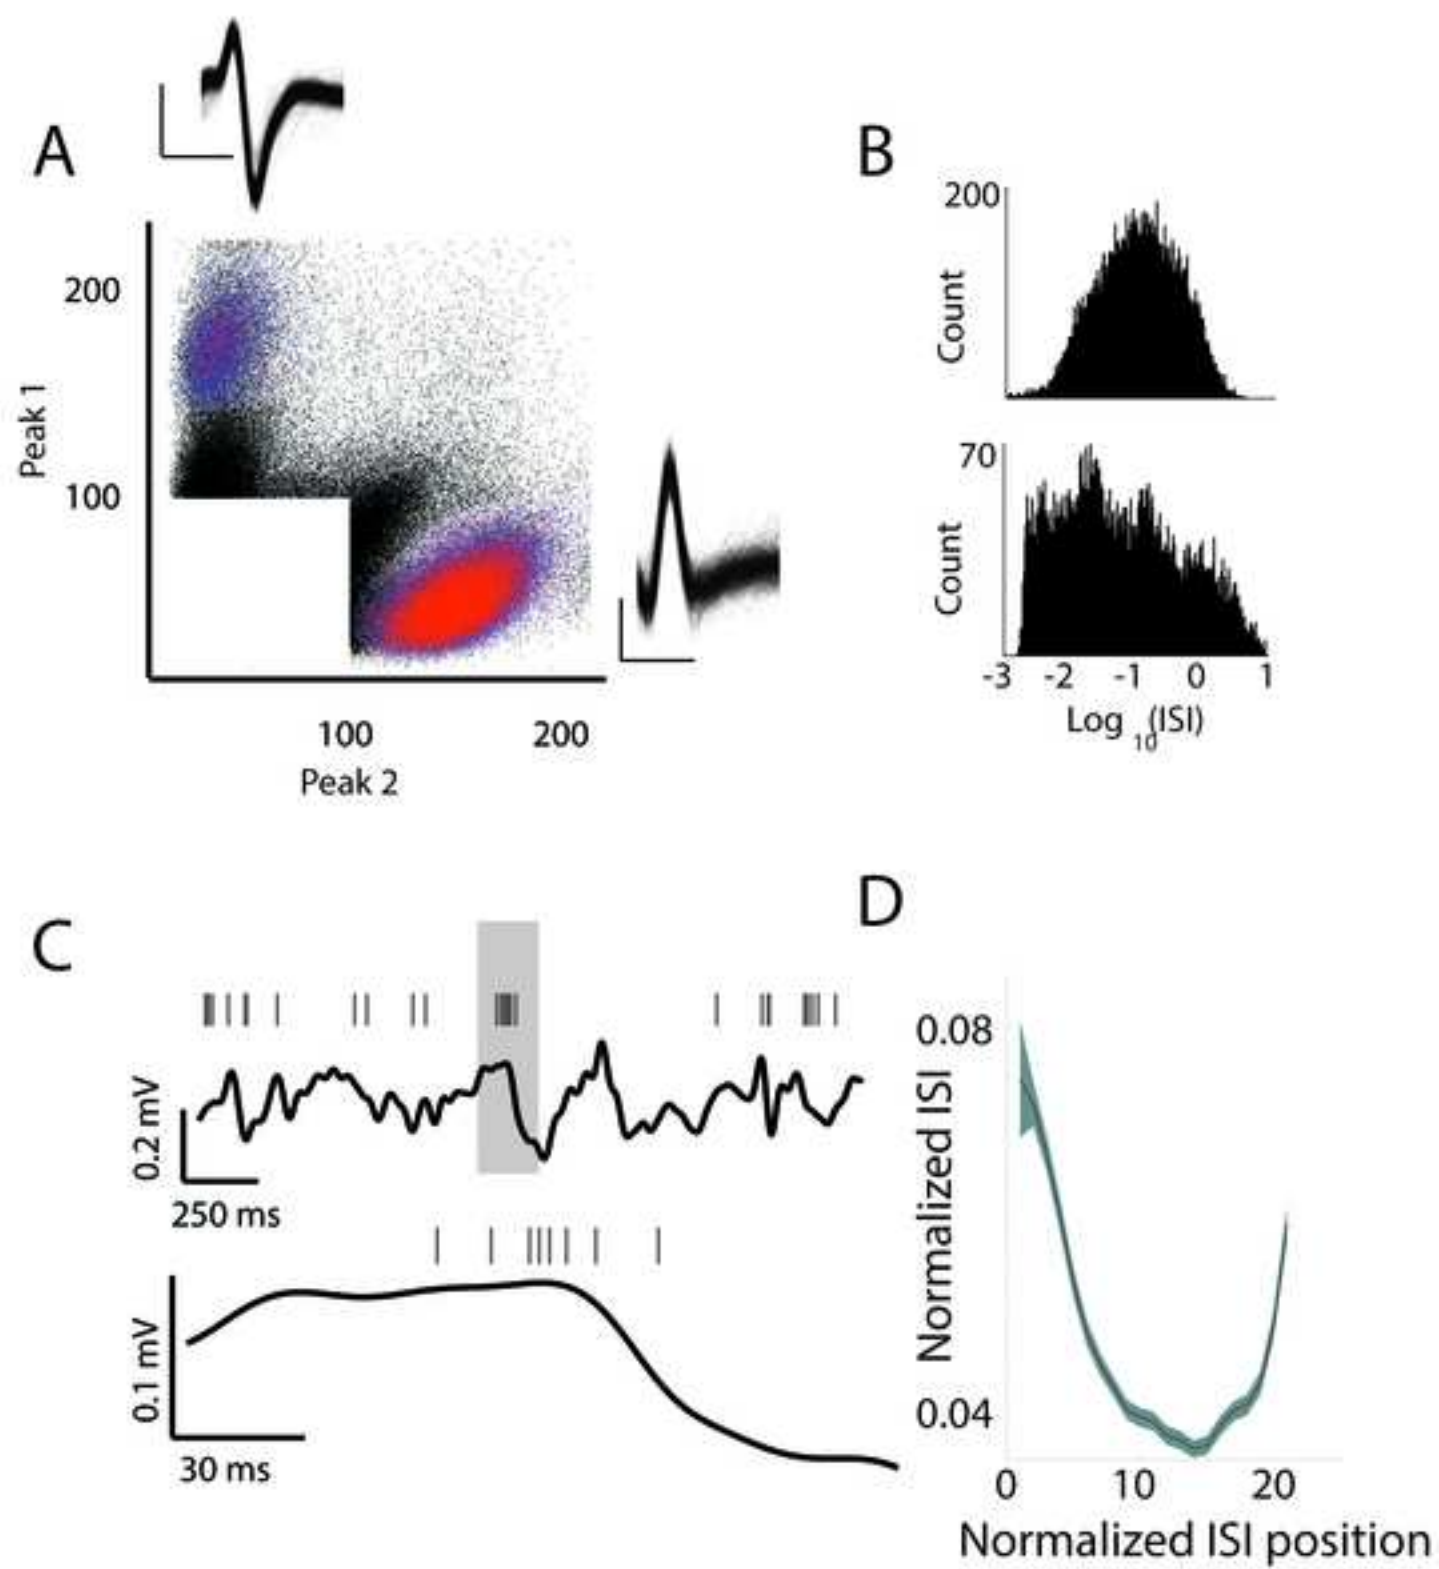 A
200
100
Peak 1
100
200
Peak 2
B
200
Count
70
Count
-3 -2 -1 0 1
Log 10(ISI)
C
0.2 mV
250 ms
0.1 mV
30 ms
D
0.08
0.04
Normalized ISI
0 10 20
Normalized ISI position